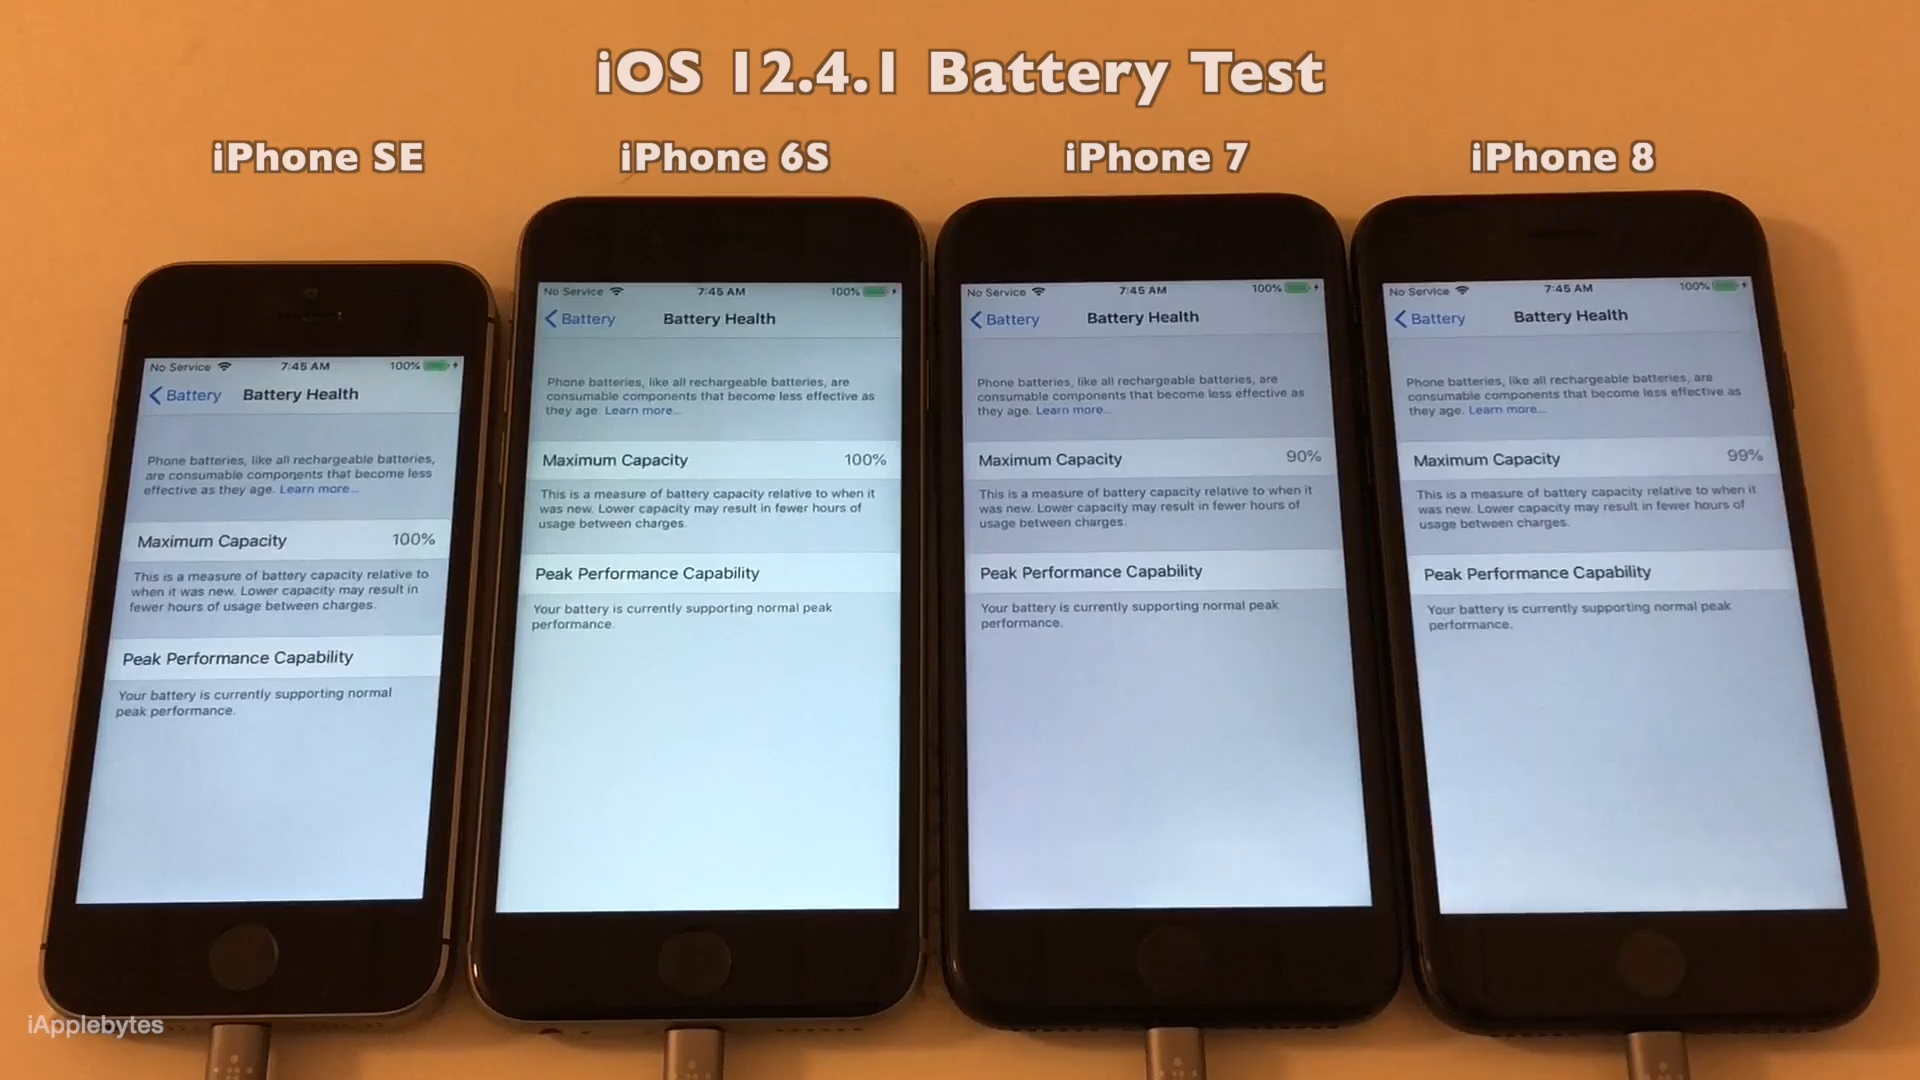 iOS 12.4.1 Battery Test
iPhone SE
iPhone 6S
iPhone 7
iPhone 8
No Service 7:45 AM 100%
Battery Battery Health
Phone batteries, like all rechargeable batteries,
are consumable components that become less
effective as they age. Learn more...
Maximum Capacity 100%
This is a measure of battery capacity relative to
when it was new. Lower capacity may result in
fewer hours of usage between charges.
Peak Performance Capability
Your battery is currently supporting normal
peak performance.
No Service 7:45 AM 100%
Battery Battery Health
Phone batteries, like all rechargeable batteries, are
consumable components that become less effective as
they age. Learn more...
Maximum Capacity 100%
This is a measure of battery capacity relative to when it
was new. Lower capacity may result in fewer hours of
usage between charges.
Peak Performance Capability
Your battery is currently supporting normal peak
performance.
No Service 7:45 AM 100%
Battery Battery Health
Phone batteries, like all rechargeable batteries, are
consumable components that become less effective as
they age. Learn more...
Maximum Capacity 90%
This is a measure of battery capacity relative to when it
was new. Lower capacity may result in fewer hours of
usage between charges.
Peak Performance Capability
Your battery is currently supporting normal peak
performance.
No Service 7:45 AM 100%
Battery Battery Health
Phone batteries, like all rechargeable batteries, are
consumable components that become less effective as
they age. Learn more...
Maximum Capacity 99%
This is a measure of battery capacity relative to when it
was new. Lower capacity may result in fewer hours of
usage between charges.
Peak Performance Capability
Your battery is currently supporting normal peak
performance.
iApplebytes